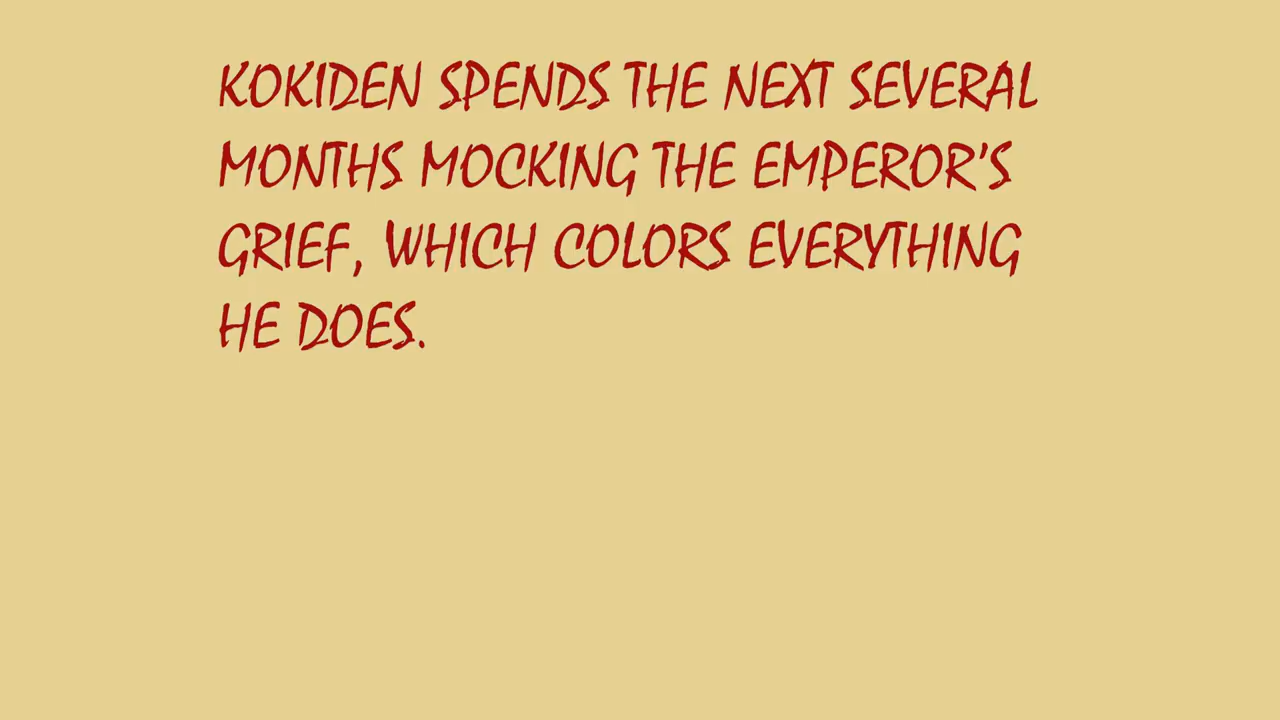 KOKIDEN SPENDS THE NEXT SEVERAL
MONTHS MOCKING THE EMPEROR'S
GRIEF, WHICH COLORS EVERYTHING
HE DOES.